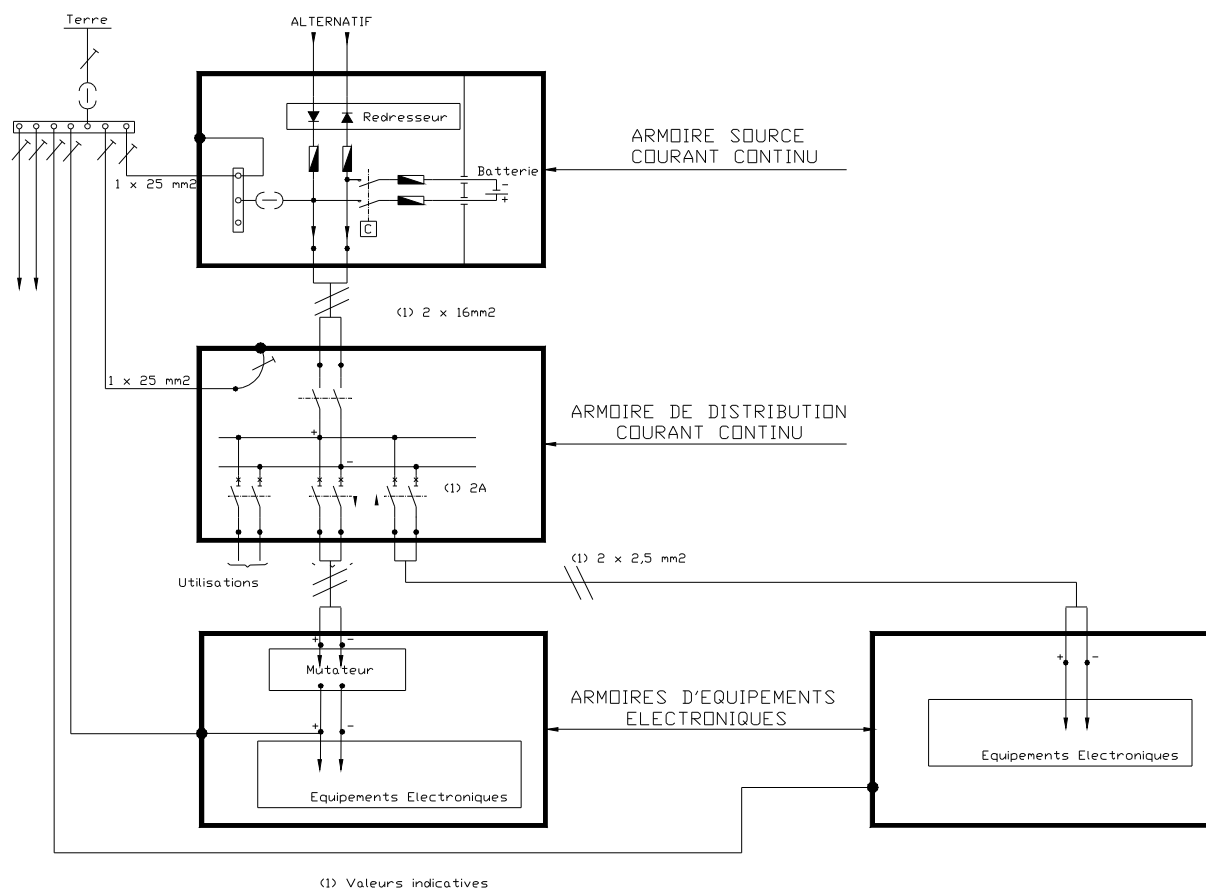 Terre
ALTERNATIF
Redresseur
ARMOIRE SOURCE
COURANT CONTINU
Batterie
-
+
1 x 25 mm2
C
(1) 2 x 16mm2
1 x 25 mm2
ARMOIRE DE DISTRIBUTION
COURANT CONTINU
+
-
(1) 2A
(1) 2 x 2,5 mm2
Utilisations
+ -
Mutateur
+ -
ARMOIRES D'EQUIPEMENTS
ELECTRONIQUES
+ -
Equipements Electroniques
Equipements Electroniques
(1) Valeurs indicatives